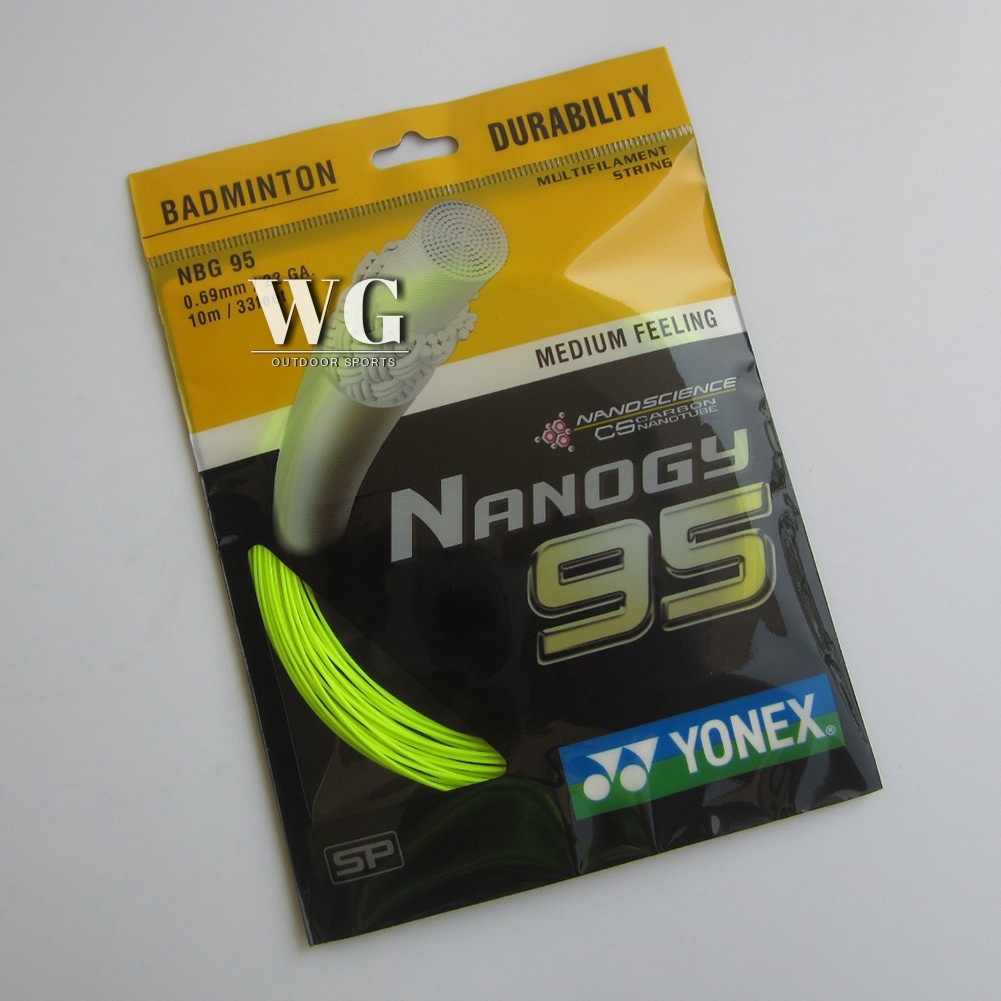 BADMINTON
DURABILITY
MULTIFILAMENT
STRING
NBG 95
0.69mm / GA.
10m /
WG
OUTDOOR SPORTS
MEDIUM FEELING
NANOSCIENCE
CS CARBON
NANOTUBE
NANOGY
95
YONEX®
SP